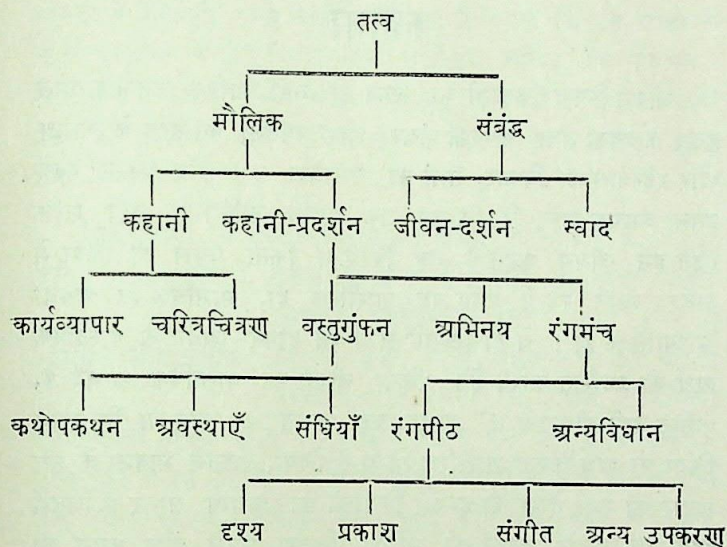 तत्व
मौलिक संबंद्ध
कहानी कहानी-प्रदर्शन जीवन-दर्शन स्वाद
कार्यव्यापार चरित्रचित्रण वस्तुगुंफन अभिनय रंगमंच
कथोपकथन अवस्थाएँ संधियाँ रंगपीठ अन्यविधान
दृश्य प्रकाश संगीत अन्य उपकरण